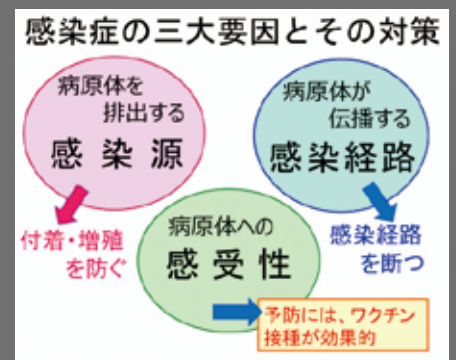 感染症の三大要因とその対策
病原体を
排出する
感染源
付着・増殖
を防ぐ
病原体が
伝播する
感染経路
感染経路
を断つ
病原体への
感受性
予防には、ワクチン
接種が効果的